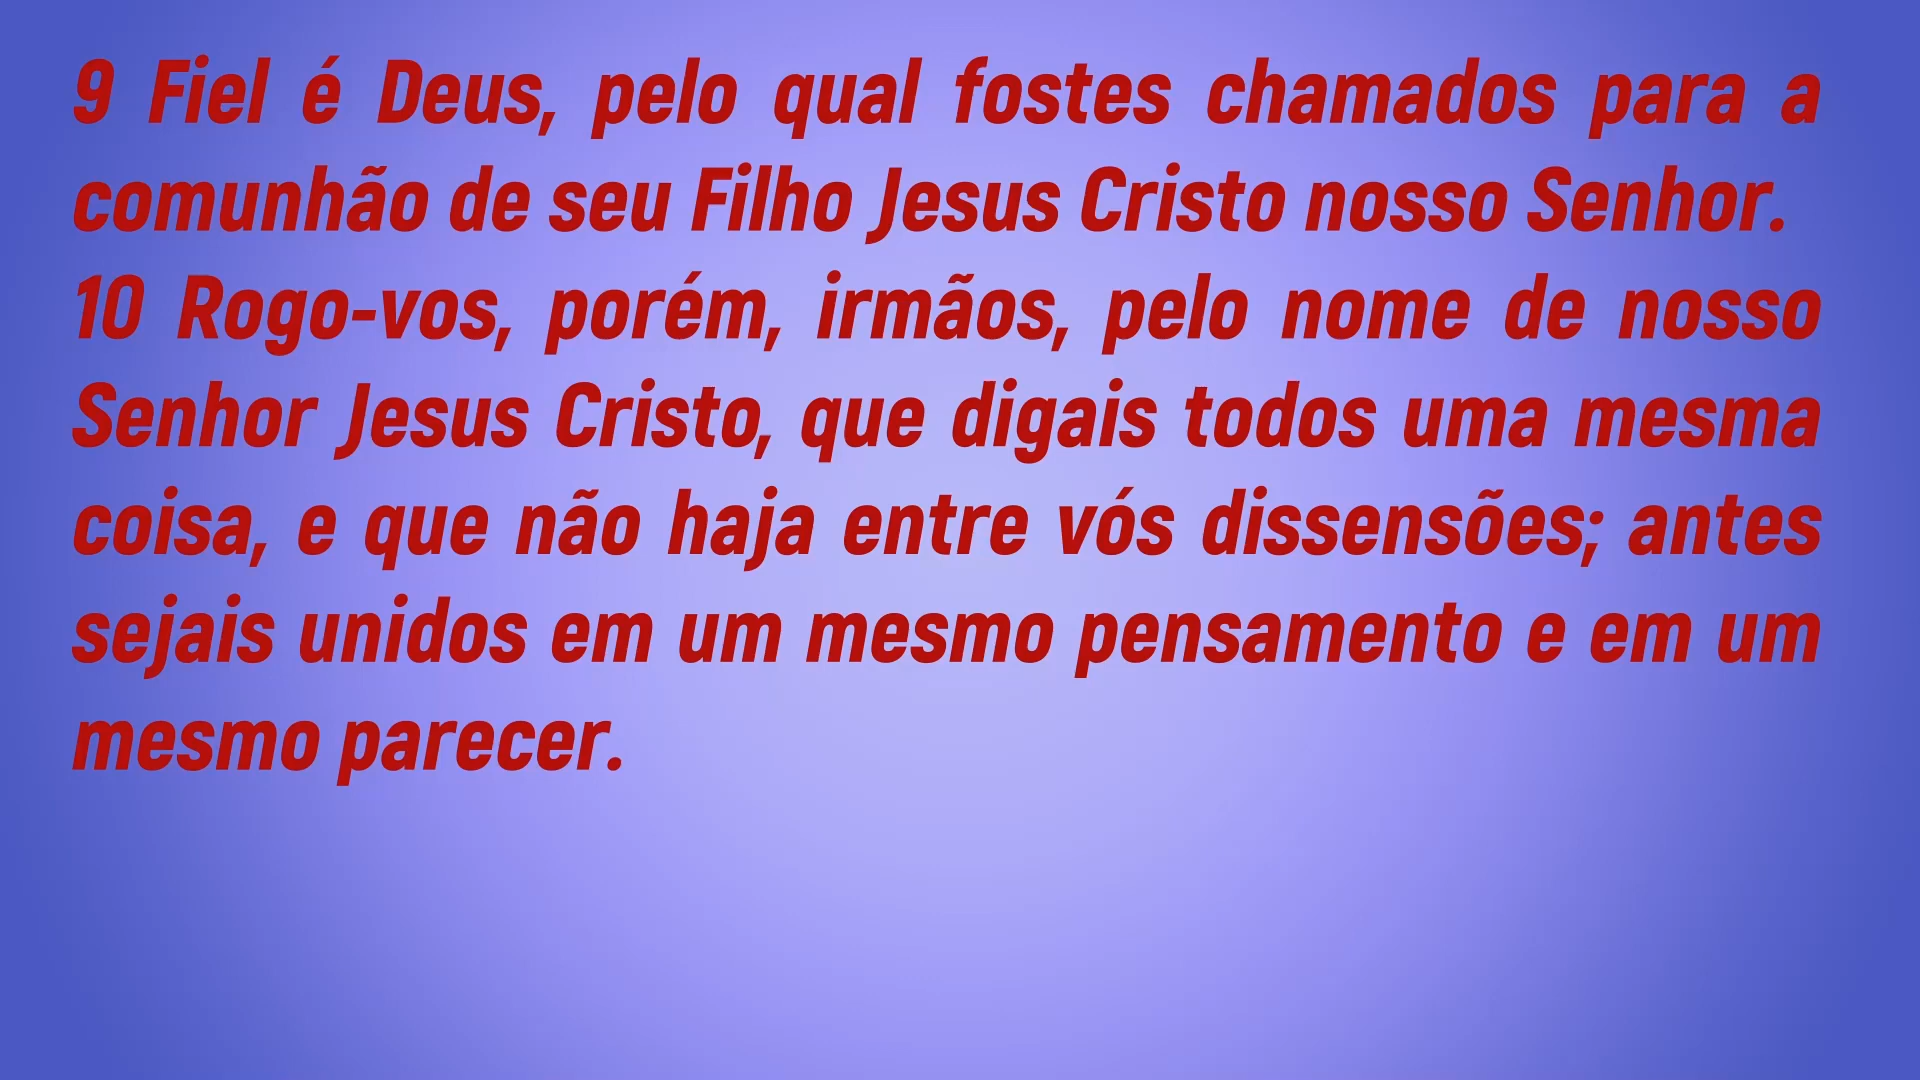 9 Fiel é Deus, pelo qual fostes chamados para a
comunhão de seu Filho Jesus Cristo nosso Senhor.
10 Rogo-vos, porém, irmãos, pelo nome de nosso
Senhor Jesus Cristo, que digais todos uma mesma
coisa, e que não haja entre vós dissensões; antes
sejais unidos em um mesmo pensamento e em um
mesmo parecer.